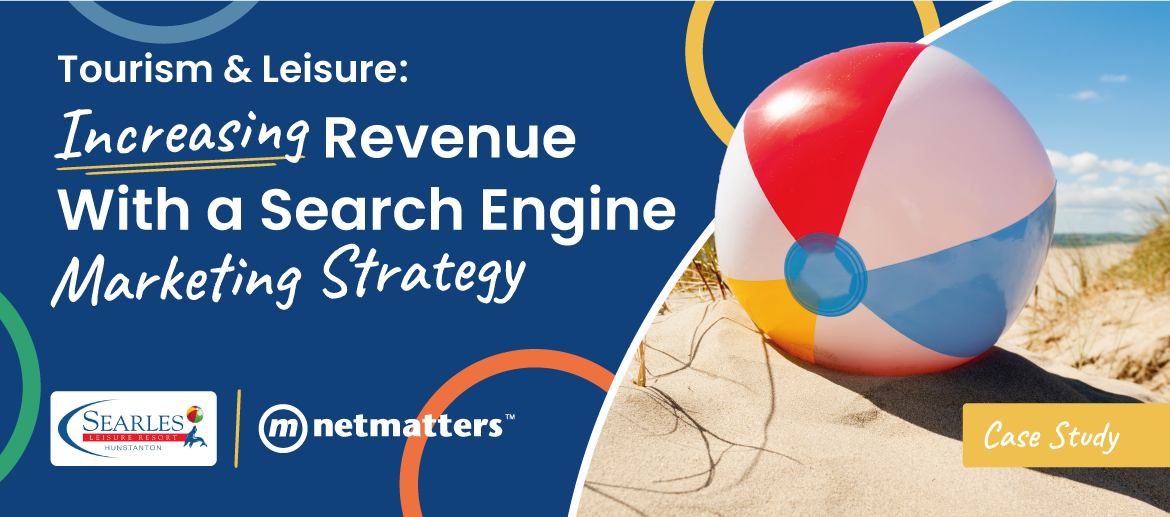 Tourism & Leisure:
Increasing Revenue
With a Search Engine
Marketing Strategy
SEARLES
LEISURE RESORT
HUNSTANTON
m netmatters™
Case Study